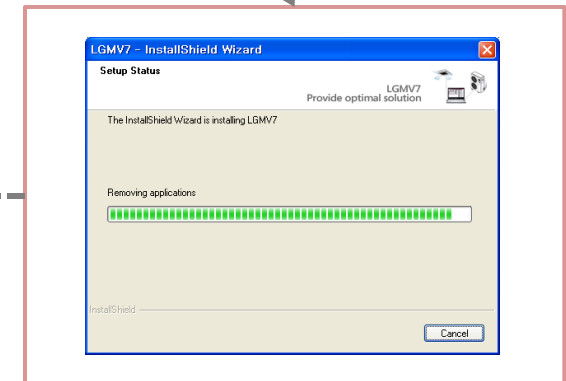 LGMV7 - InstallShield Wizard
Setup Status
LGMV7
Provide optimal solution
The InstallShield Wizard is installing LGMV7
Removing applications
InstallShield
Cancel